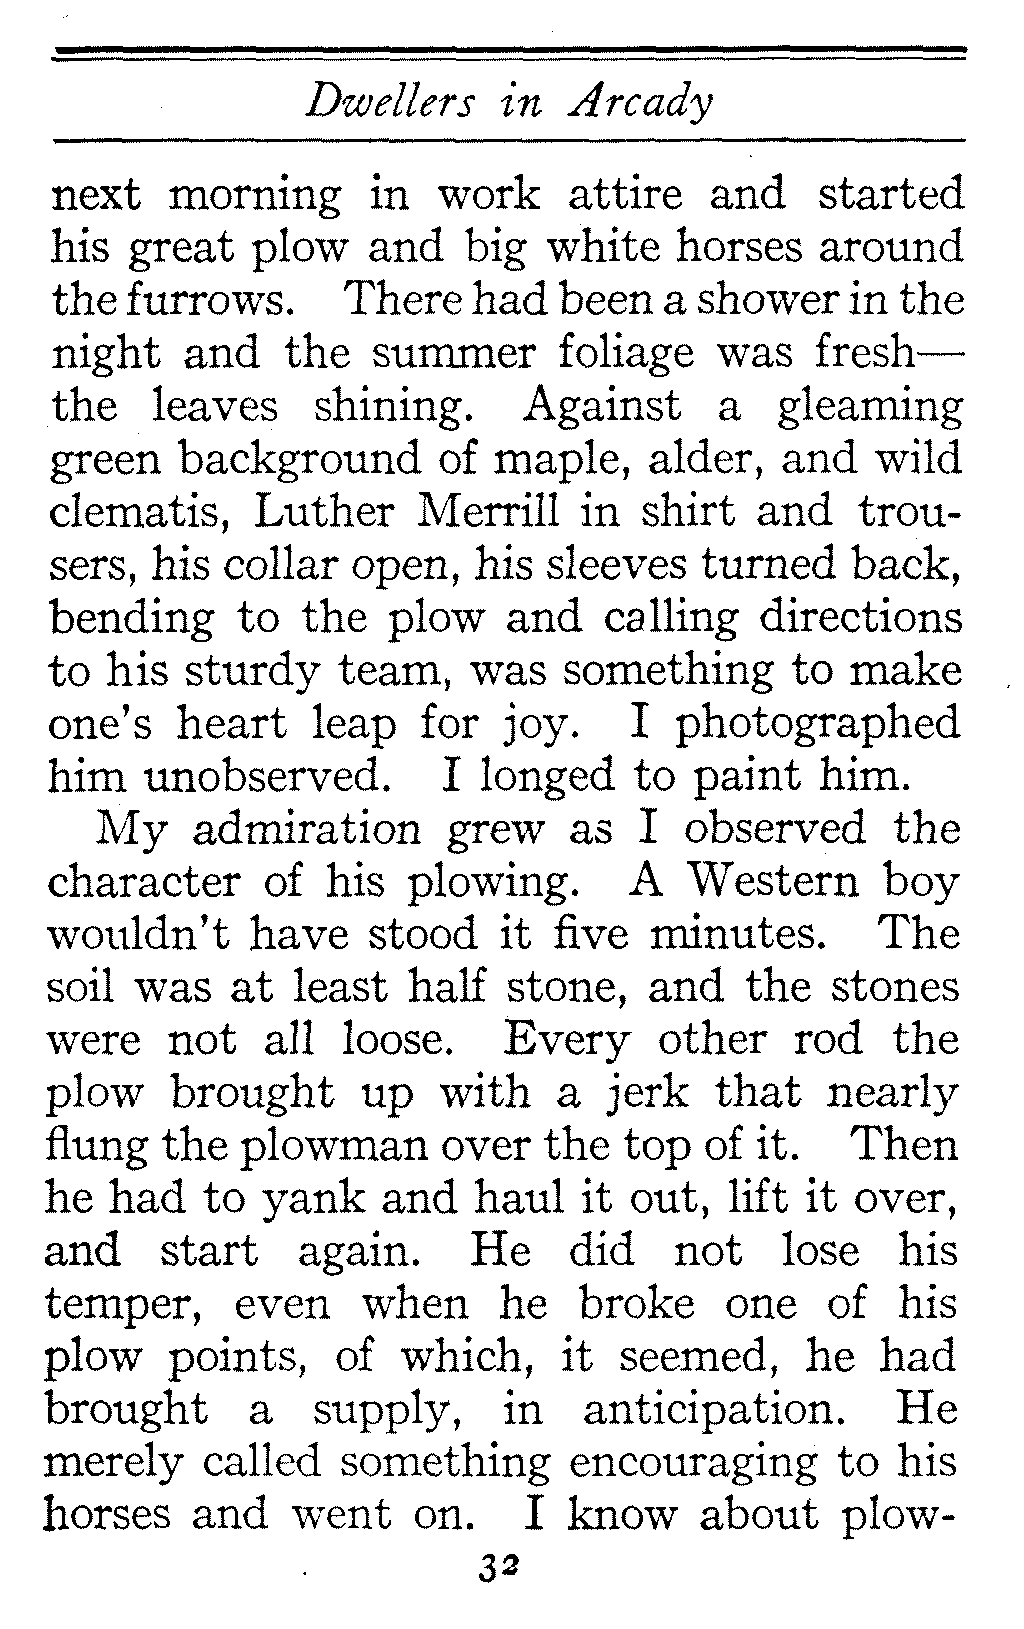 Dwellers in Arcady
next morning in work attire and started
his great plow and big white horses around
the furrows. There had been a shower in the
night and the summer foliage was fresh—
the leaves shining. Against a gleaming
green background of maple, alder, and wild
clematis, Luther Merrill in shirt and trou-
sers, his collar open, his sleeves turned back,
bending to the plow and calling directions
to his sturdy team, was something to make
one's heart leap for joy. I photographed
him unobserved. I longed to paint him.
My admiration grew as I observed the
character of his plowing. A Western boy
wouldn't have stood it five minutes. The
soil was at least half stone, and the stones
were not all loose. Every other rod the
plow brought up with a jerk that nearly
flung the plowman over the top of it. Then
he had to yank and haul it out, lift it over,
and start again. He did not lose his
temper, even when he broke one of his
plow points, of which, it seemed, he had
brought a supply, in anticipation. He
merely called something encouraging to his
horses and went on. I know about plow-
32